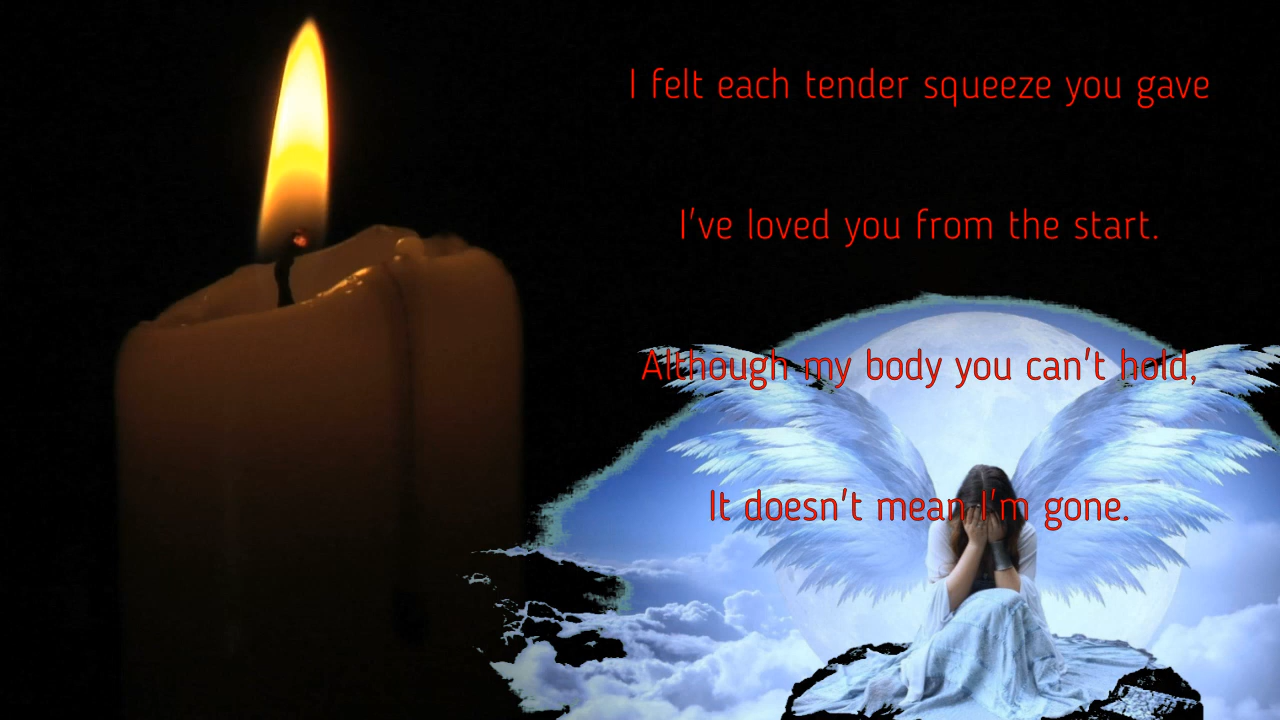 I felt each tender squeeze you gave
I've loved you from the start.
Although my body you can't hold,
It doesn't mean I'm gone.